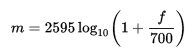 m = 2595 log₁₀(1 + f/700)